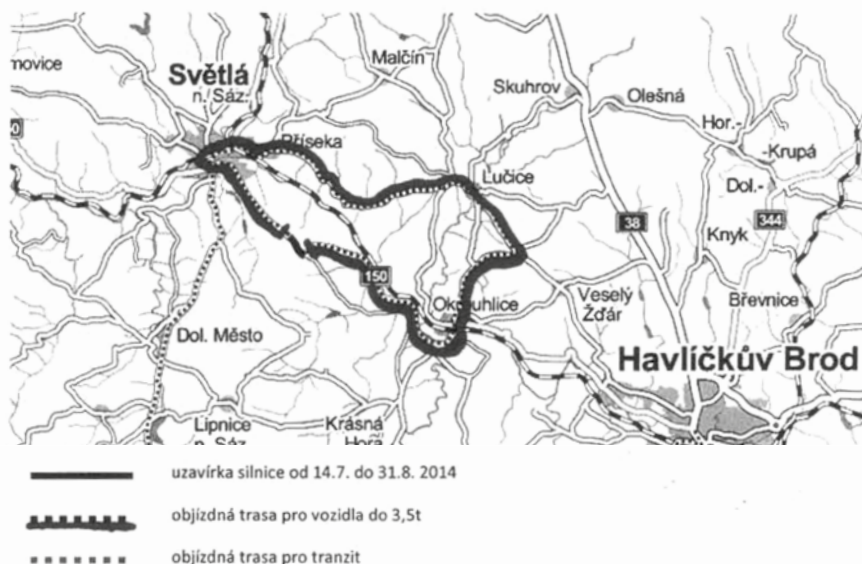 movice
Světlá
n. Sáz.
Malčín
Skuhrov
Olešná
Hor.-
-Krupá
Dol.-
Příseka
Lučice
38
344
Knyk
150
Okrouhlice
Veselý
Žďár
Břevnice
Dol. Město
Havlíčkův Brod
Lipnice
n. Sáz.
Krásná
Hora
uzavírka silnice od 14.7. do 31.8. 2014
objízdná trasa pro vozidla do 3,5t
objízdná trasa pro tranzit